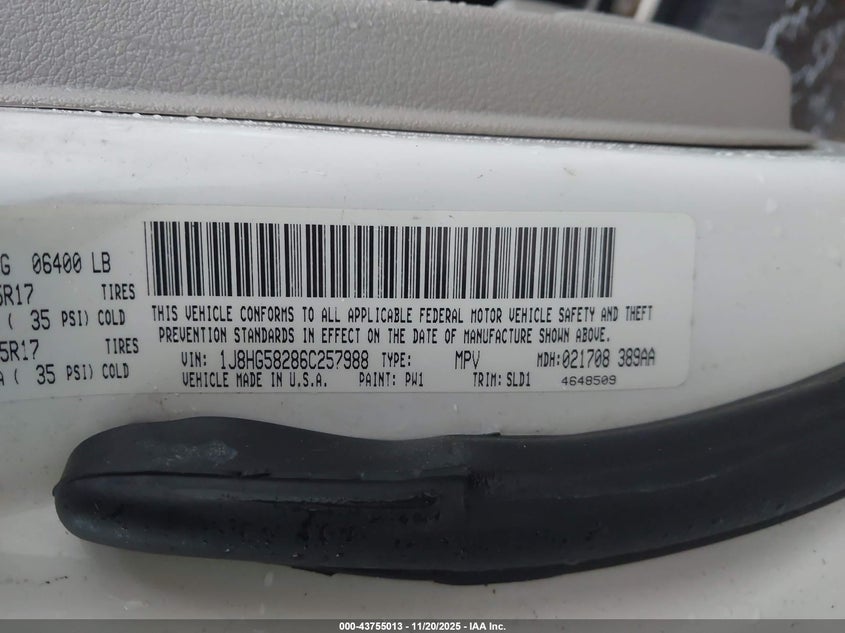 G 06400 LB
5R17 TIRES
( 35 PSI) COLD
5R17 TIRES
A ( 35 PSI) COLD
THIS VEHICLE CONFORMS TO ALL APPLICABLE FEDERAL MOTOR VEHICLE SAFETY AND THEFT
PREVENTION STANDARDS IN EFFECT ON THE DATE OF MANUFACTURE SHOWN ABOVE.
VIN: 1J8HG58286C257988 TYPE: MPV MDH:021708 389AA
VEHICLE MADE IN U.S.A. PAINT: PW1 TRIM: SLD1 4648509
000-43755013 - 11/20/2025 - IAA Inc.